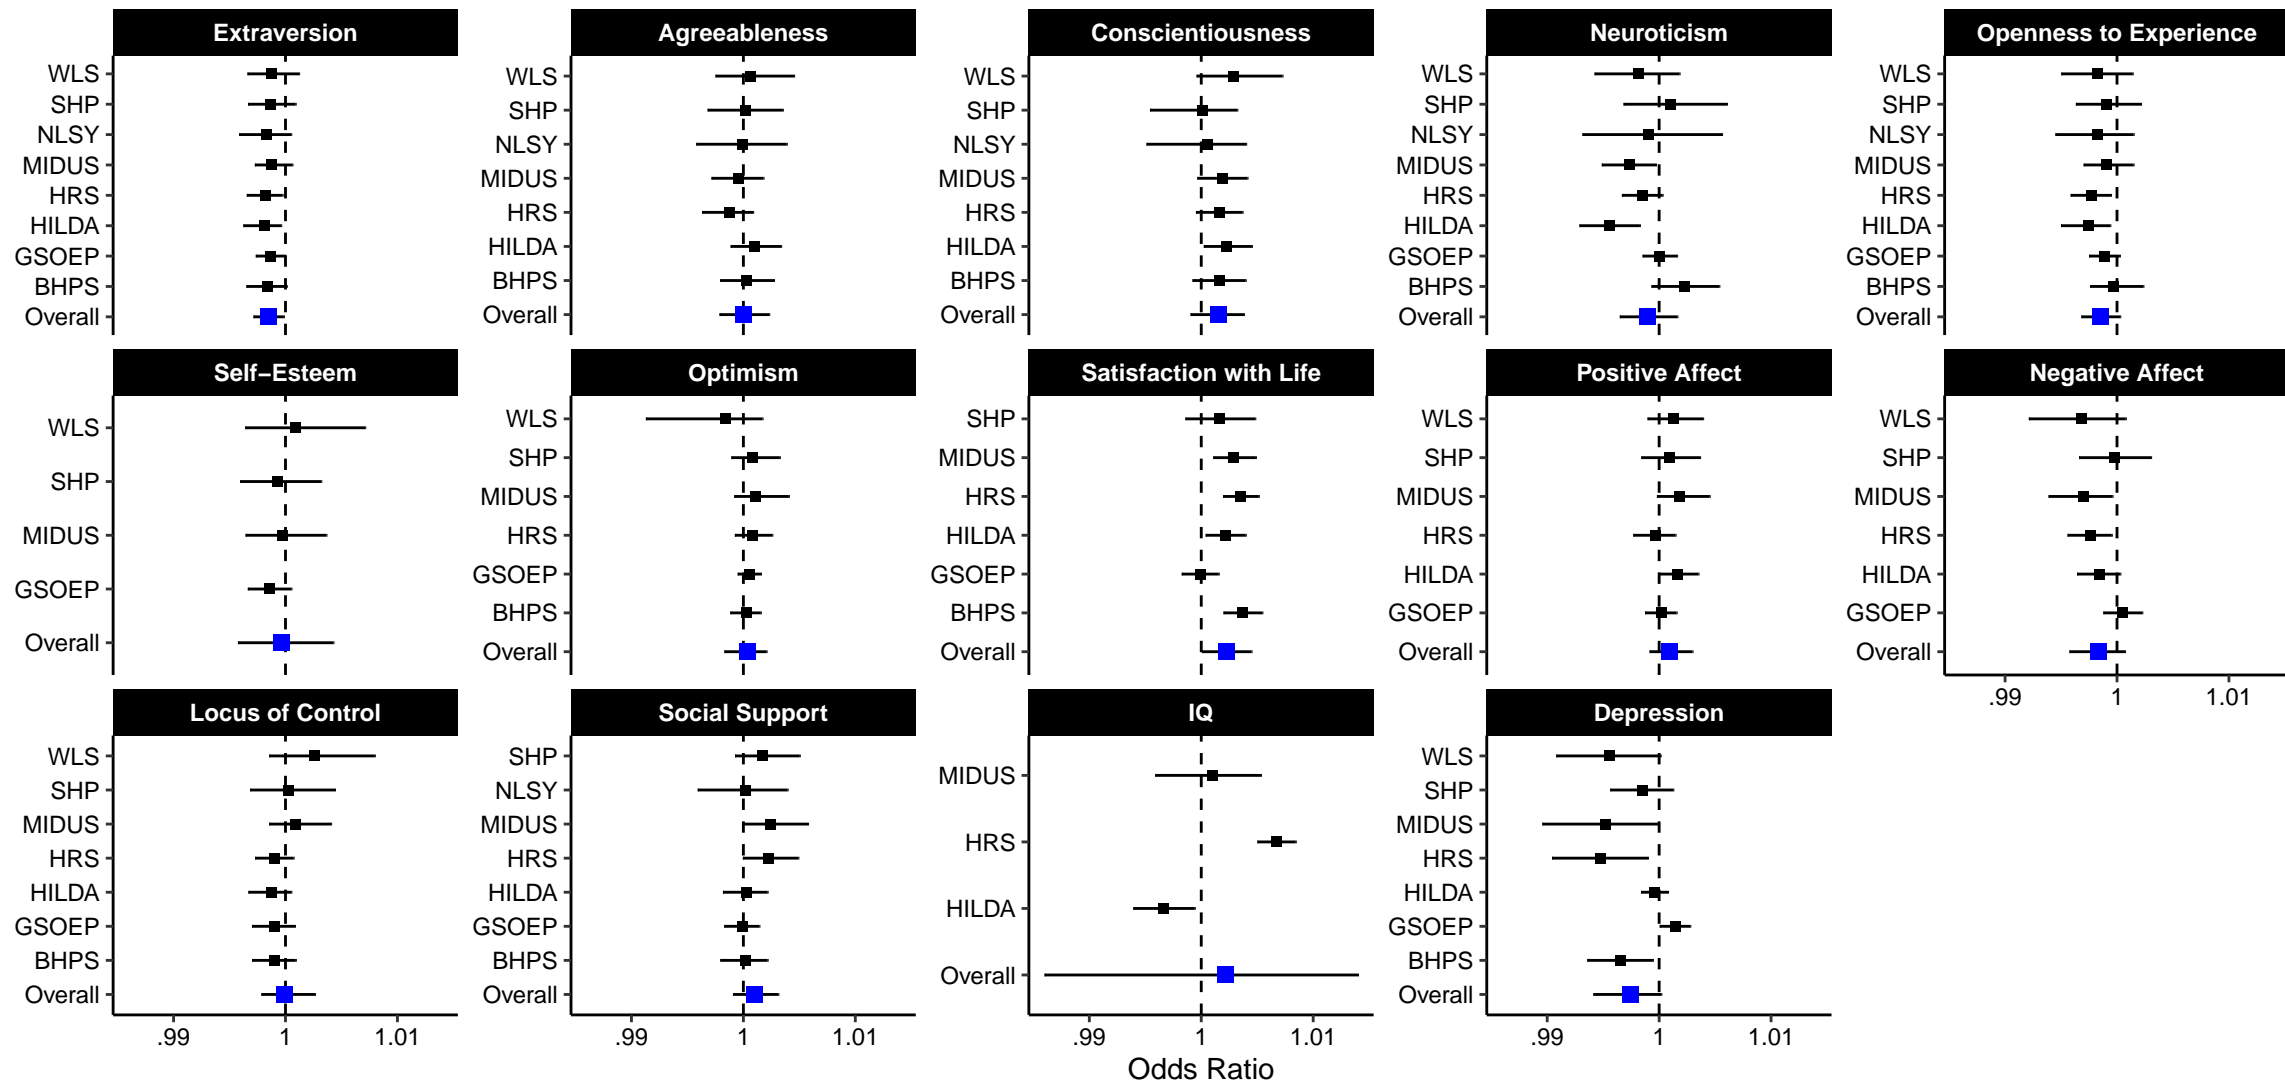 Extraversion
WLS
SHP
NLSY
MIDUS
HRS
HILDA
GSOEP
BHPS
Overall
Agreeableness
WLS
SHP
NLSY
MIDUS
HRS
HILDA
BHPS
Overall
Conscientiousness
WLS
SHP
NLSY
MIDUS
HRS
HILDA
BHPS
Overall
Neuroticism
WLS
SHP
NLSY
MIDUS
HRS
HILDA
GSOEP
BHPS
Overall
Openness to Experience
WLS
SHP
NLSY
MIDUS
HRS
HILDA
GSOEP
BHPS
Overall
Self−Esteem
WLS
SHP
MIDUS
GSOEP
Overall
Optimism
WLS
SHP
MIDUS
HRS
GSOEP
BHPS
Overall
Satisfaction with Life
SHP
MIDUS
HRS
HILDA
GSOEP
BHPS
Overall
Positive Affect
WLS
SHP
MIDUS
HRS
HILDA
GSOEP
Overall
Negative Affect
WLS
SHP
MIDUS
HRS
HILDA
GSOEP
Overall
.99 1 1.01
Locus of Control
WLS
SHP
MIDUS
HRS
HILDA
GSOEP
BHPS
Overall
.99 1 1.01
Social Support
SHP
NLSY
MIDUS
HRS
HILDA
GSOEP
BHPS
Overall
.99 1 1.01
IQ
MIDUS
HRS
HILDA
Overall
.99 1 1.01
Depression
WLS
SHP
MIDUS
HRS
HILDA
GSOEP
BHPS
Overall
.99 1 1.01
Odds Ratio